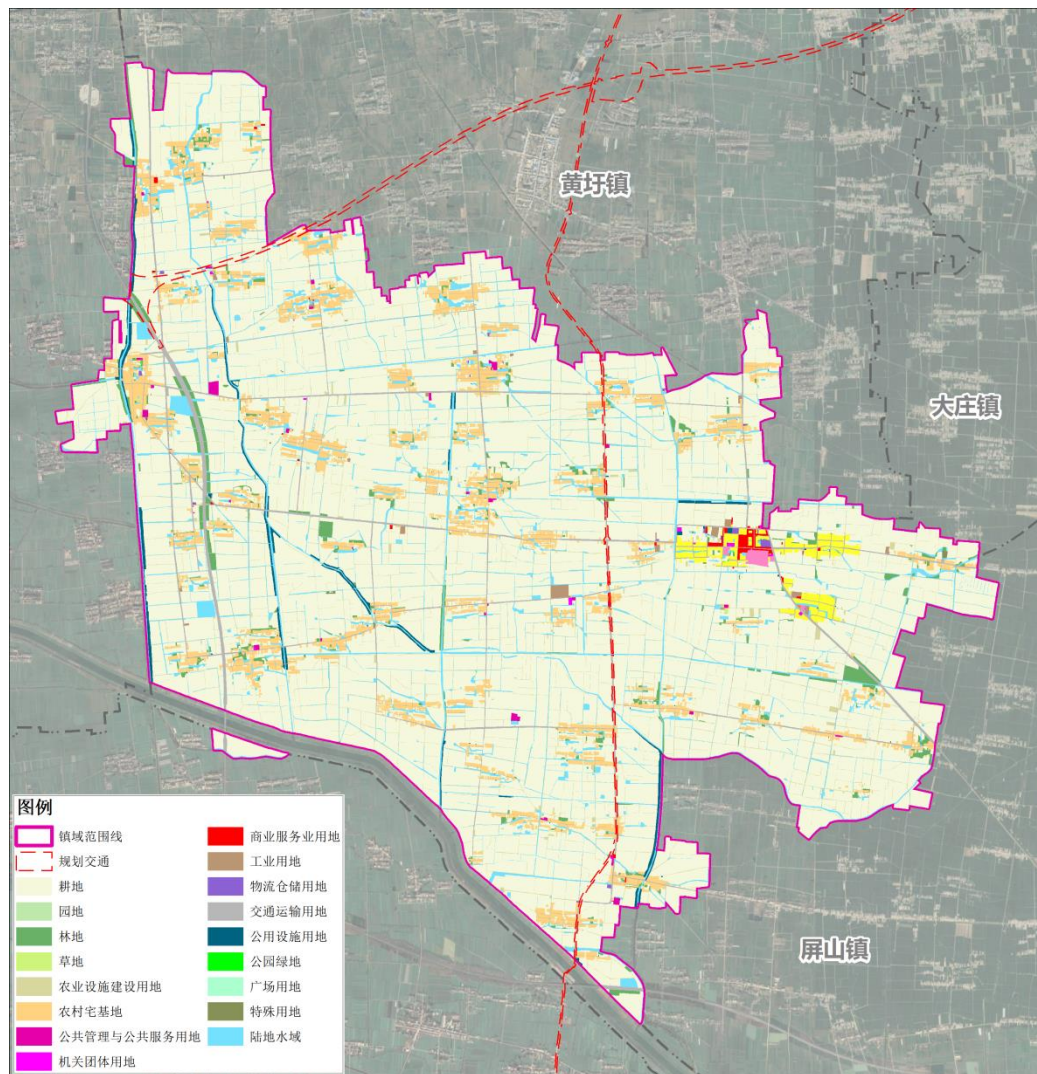 黄圩镇
大庄镇
屏山镇
图例
镇域范围线
规划交通
耕地
园地
林地
草地
农业设施建设用地
农村宅基地
公共管理与公共服务用地
机关团体用地
商业服务业用地
工业用地
物流仓储用地
交通运输用地
公用设施用地
公园绿地
广场用地
特殊用地
陆地水域